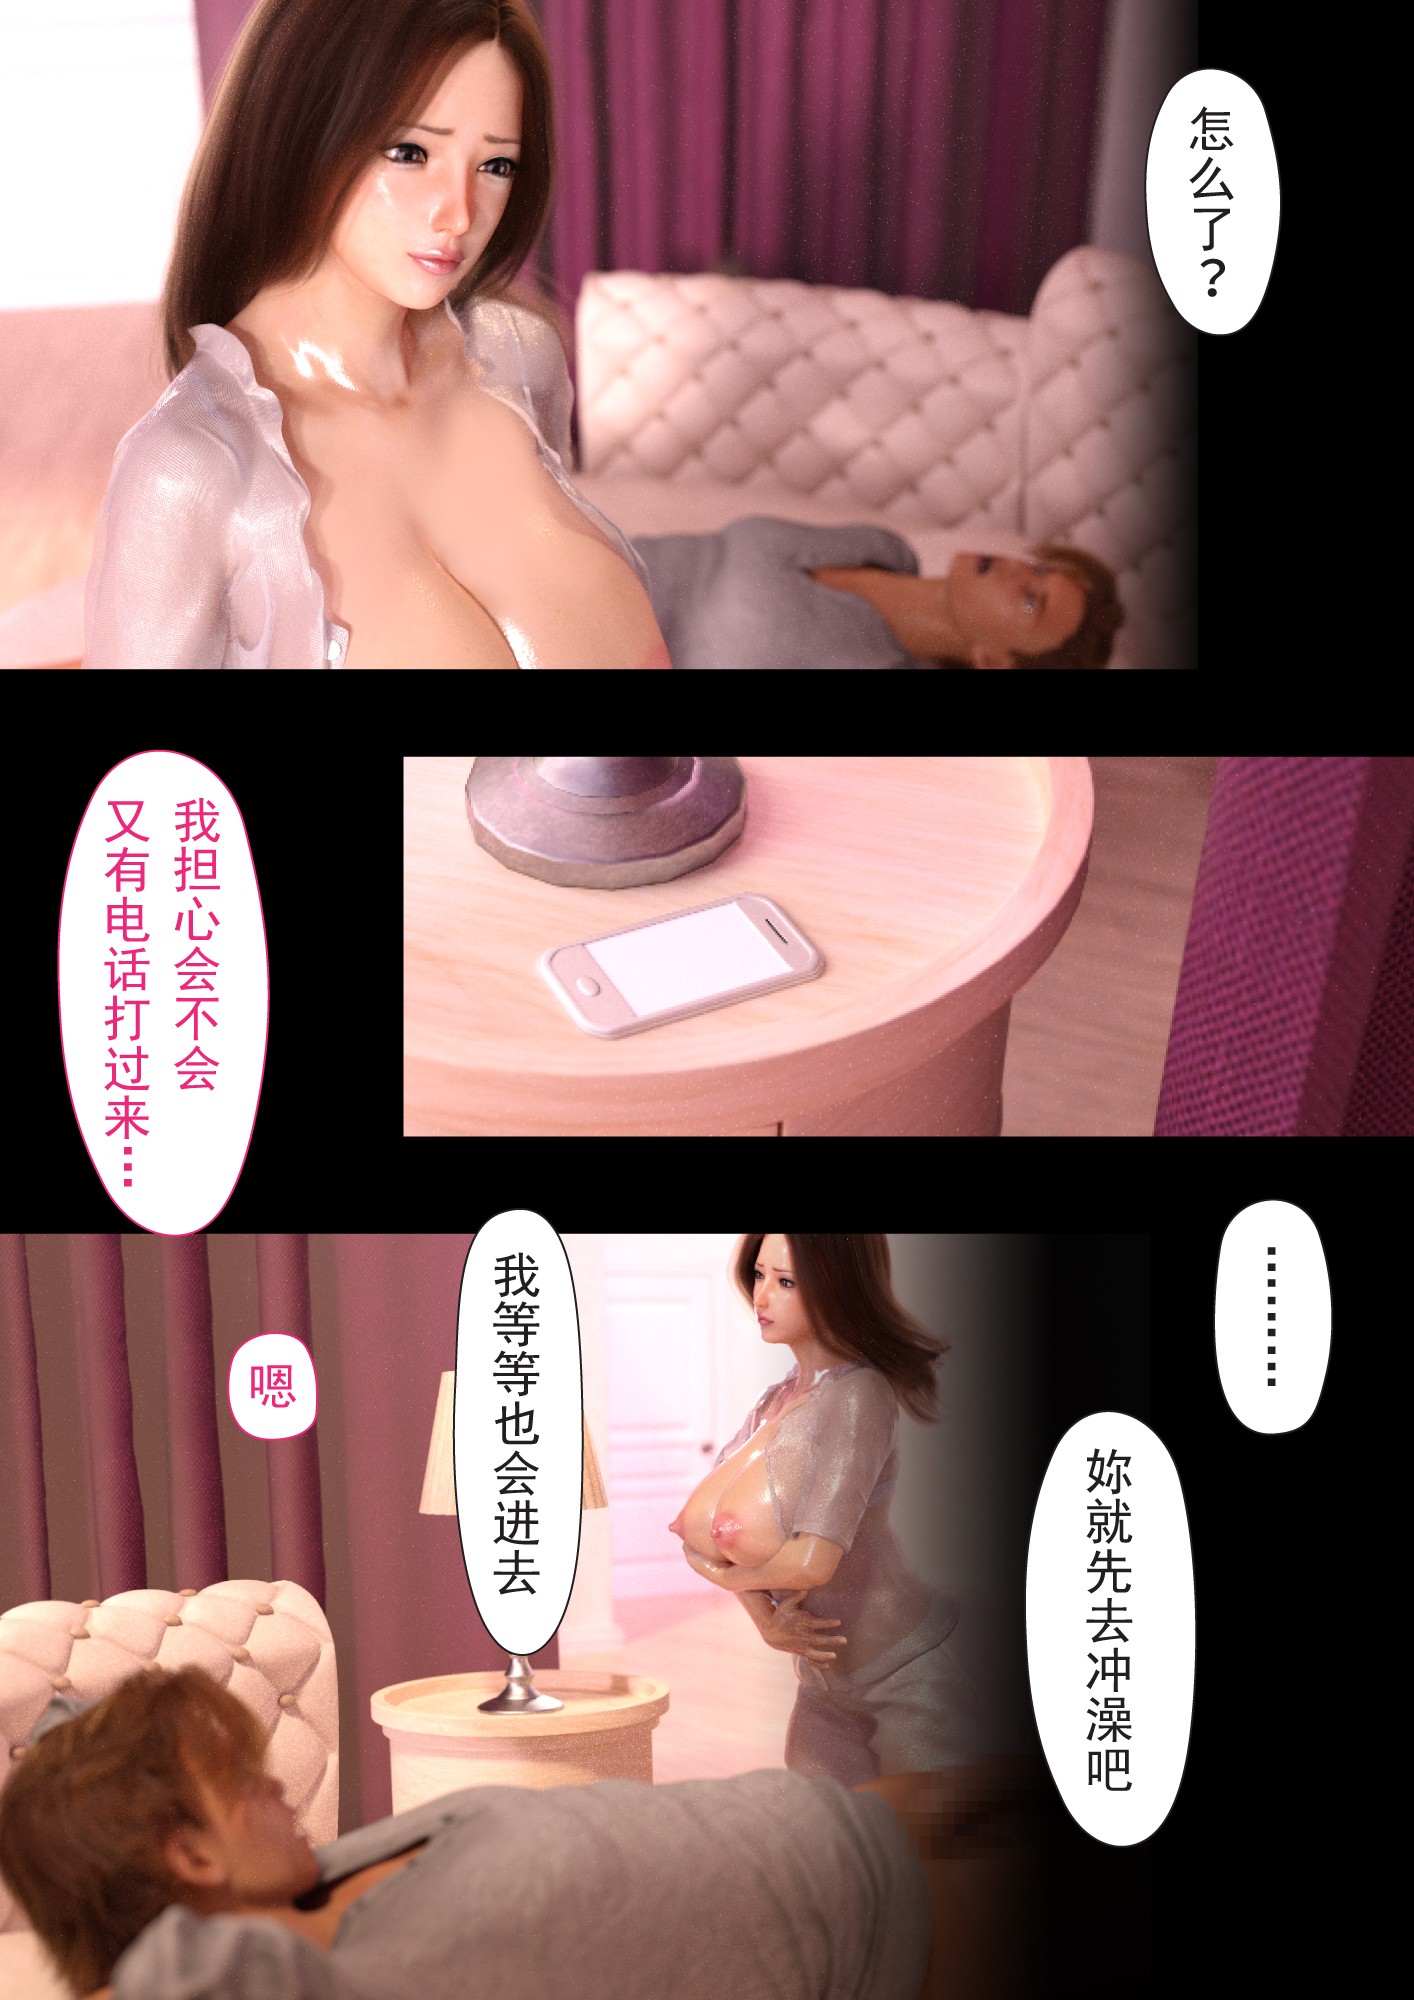 怎么了？
我担心会不会
又有电话打过来…
………
妳就先去冲澡吧
我等等也会进去
嗯